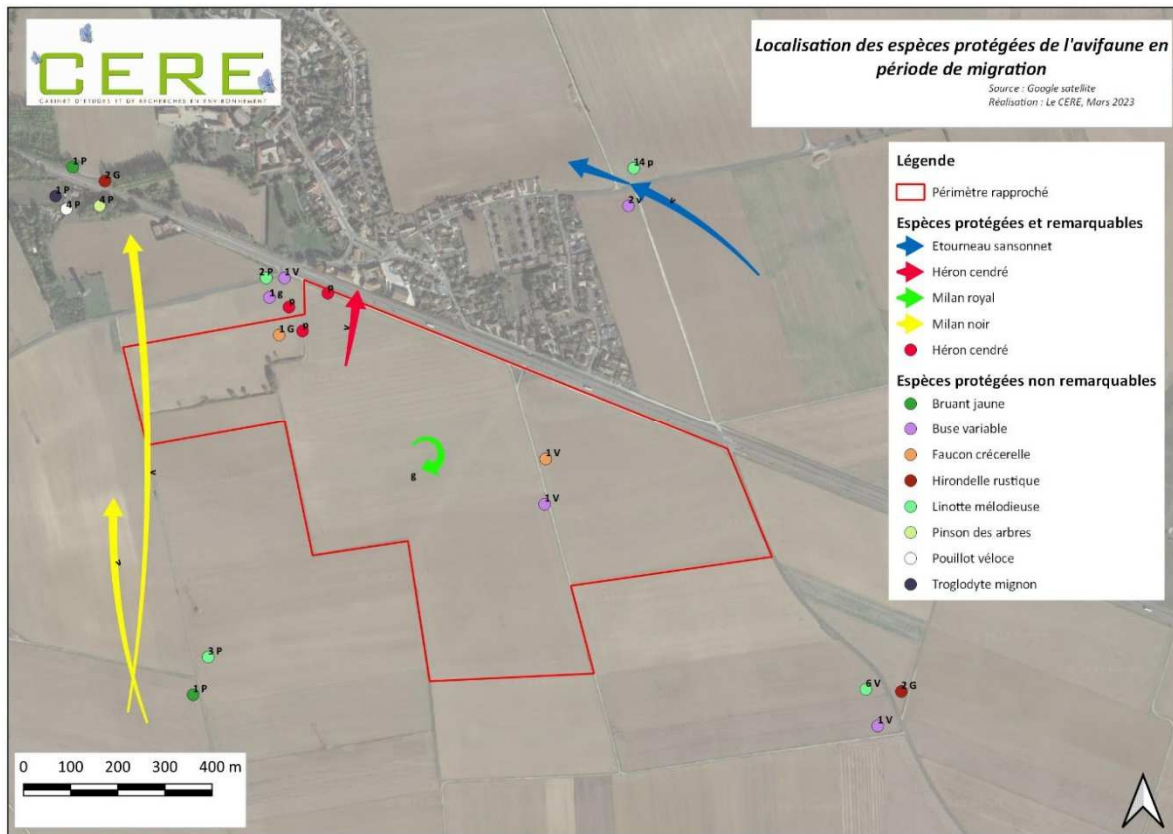 CERE
CABINET D'ÉTUDES ET DE RECHERCHES EN ENVIRONNEMENT
Localisation des espèces protégées de l'avifaune en
période de migration
Source : Google satellite
Réalisation : Le CERE, Mars 2023
Légende
Périmètre rapproché
Espèces protégées et remarquables
Etourneau sansonnet
Héron cendré
Milan royal
Milan noir
Héron cendré
Espèces protégées non remarquables
Bruant jaune
Buse variable
Faucon crécerelle
Hirondelle rustique
Linotte mélodieuse
Pinson des arbres
Pouillot véloce
Troglodyte mignon
1 P
2 G
1 P
4 P
4 P
14 p
2 v
v
2 P
1 V
1 g
p
p
1 G
p
v
1 V
g
1 V
v
v
3 P
1 P
6 V
2 G
1 V
0 100 200 300 400 m